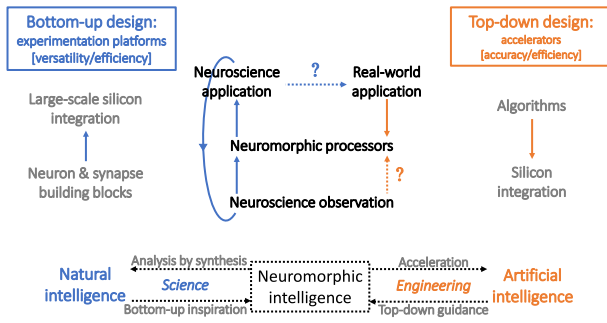 Bottom-up design:
experimentation platforms
[versatility/efficiency]
Large-scale silicon
integration
Neuron & synapse
building blocks
Neuroscience
application
?
Real-world
application
Neuromorphic processors
?
Neuroscience observation
Top-down design:
accelerators
[accuracy/efficiency]
Algorithms
Silicon
integration
Natural
intelligence
Analysis by synthesis
Science
Bottom-up inspiration
Neuromorphic
intelligence
Acceleration
Engineering
Top-down guidance
Artificial
intelligence